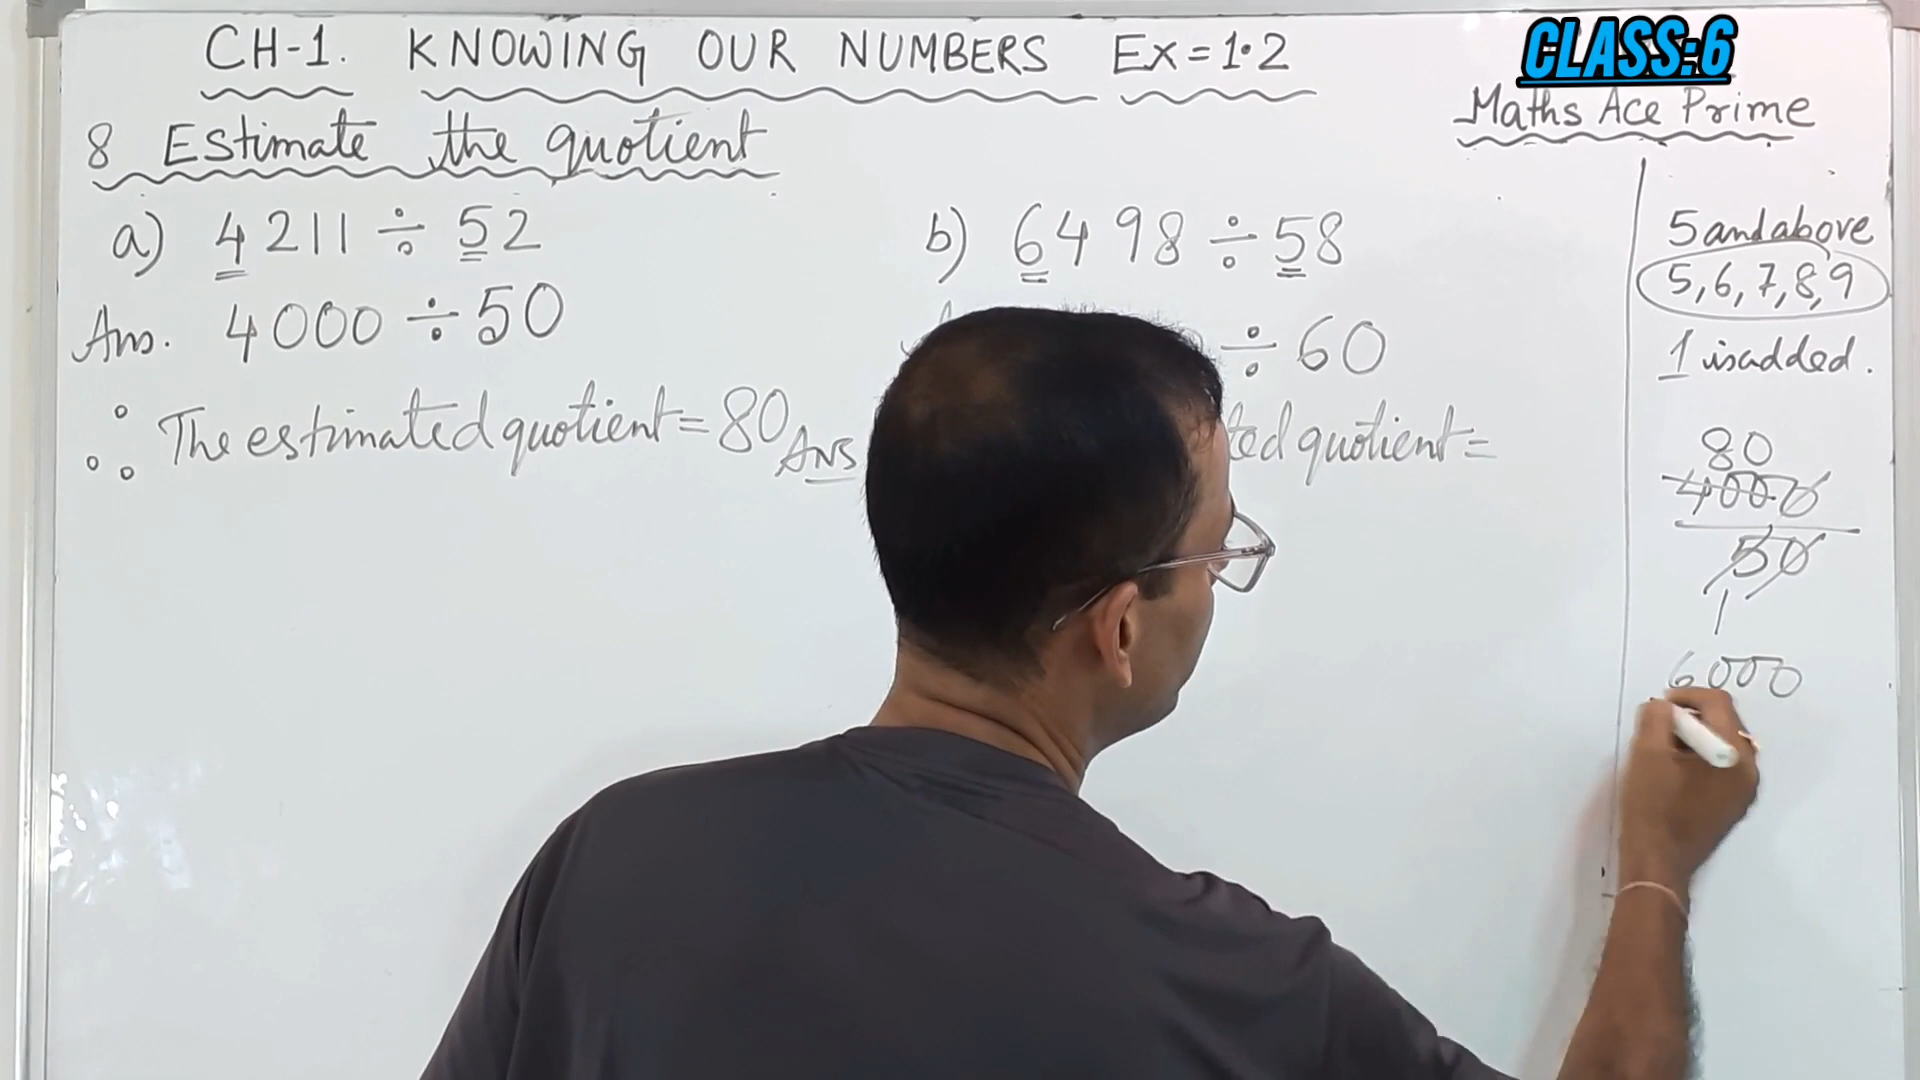 CH-1. KNOWING OUR NUMBERS Ex=1.2
CLASS:6
Maths Ace Prime
8 Estimate the quotient
a) 4211 ÷ 52
Ans. 4000 ÷ 50
∴ The estimated quotient = 80 Ans
b) 6498 ÷ 58
÷ 60
quotient =
5 and above
5,6,7,8,9
1 is added.
80
4000
50
1
6000